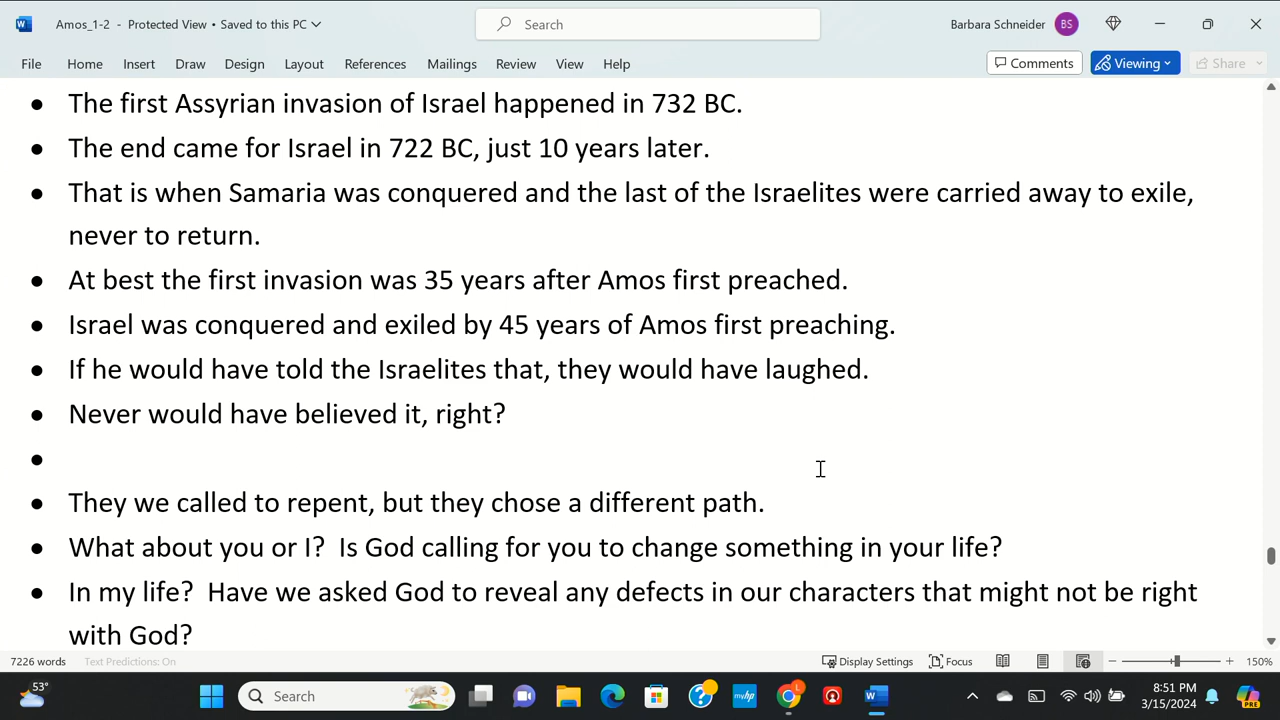 Amos_1-2 - Protected View • Saved to this PC
Search
Barbara Schneider
BS
File Home Insert Draw Design Layout References Mailings Review View Help
Comments
Viewing
Share
• The first Assyrian invasion of Israel happened in 732 BC.
• The end came for Israel in 722 BC, just 10 years later.
• That is when Samaria was conquered and the last of the Israelites were carried away to exile,
never to return.
• At best the first invasion was 35 years after Amos first preached.
• Israel was conquered and exiled by 45 years of Amos first preaching.
• If he would have told the Israelites that, they would have laughed.
• Never would have believed it, right?
•
• They we called to repent, but they chose a different path.
• What about you or I?  Is God calling for you to change something in your life?
• In my life?  Have we asked God to reveal any defects in our characters that might not be right
with God?
7226 words
Text Predictions: On
Display Settings
Focus
150%
53°
Search
myhp
8:51 PM
3/15/2024
PRE